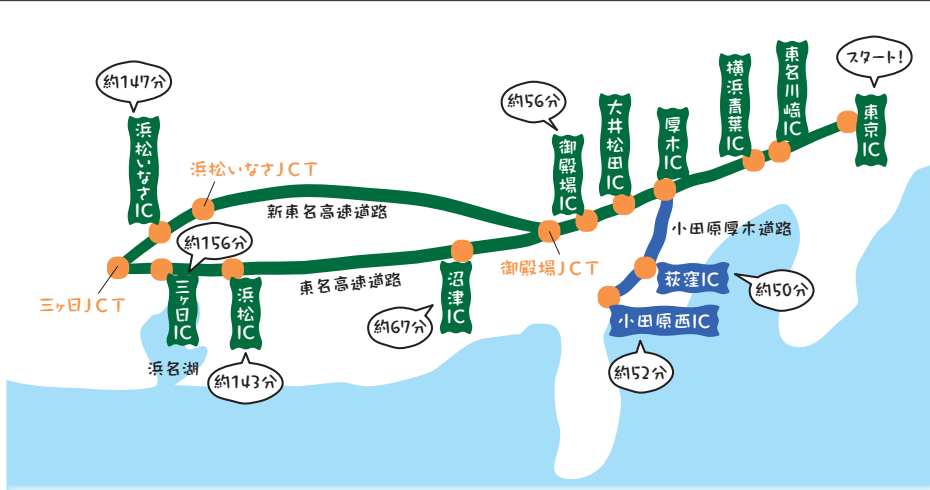 スタート!
東京IC
東名川崎IC
横浜青葉IC
厚木IC
大井松田IC
約56分
御殿場IC
約147分
浜松いなさIC
浜松いなさJCT
新東名高速道路
小田原厚木道路
約156分
御殿場JCT
荻窪IC
約50分
東名高速道路
沼津IC
約67分
三ヶ日JCT
三ヶ日IC
浜松IC
小田原西IC
浜名湖
約143分
約52分